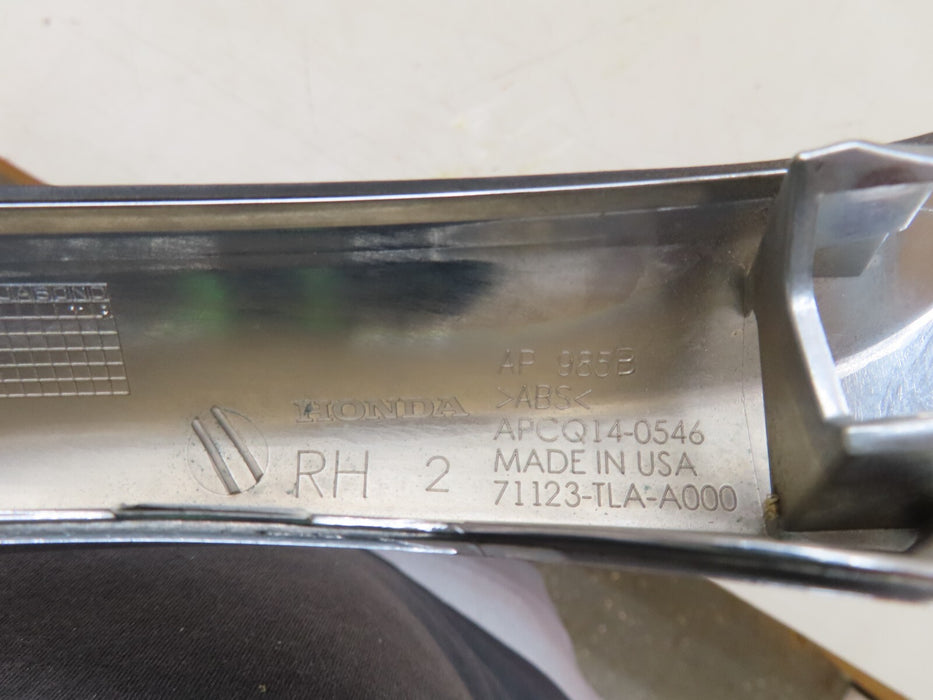 HONDA
RH 2
AP 985B
>ABS<
APCQ14-0546
MADE IN USA
71123-TLA-A000